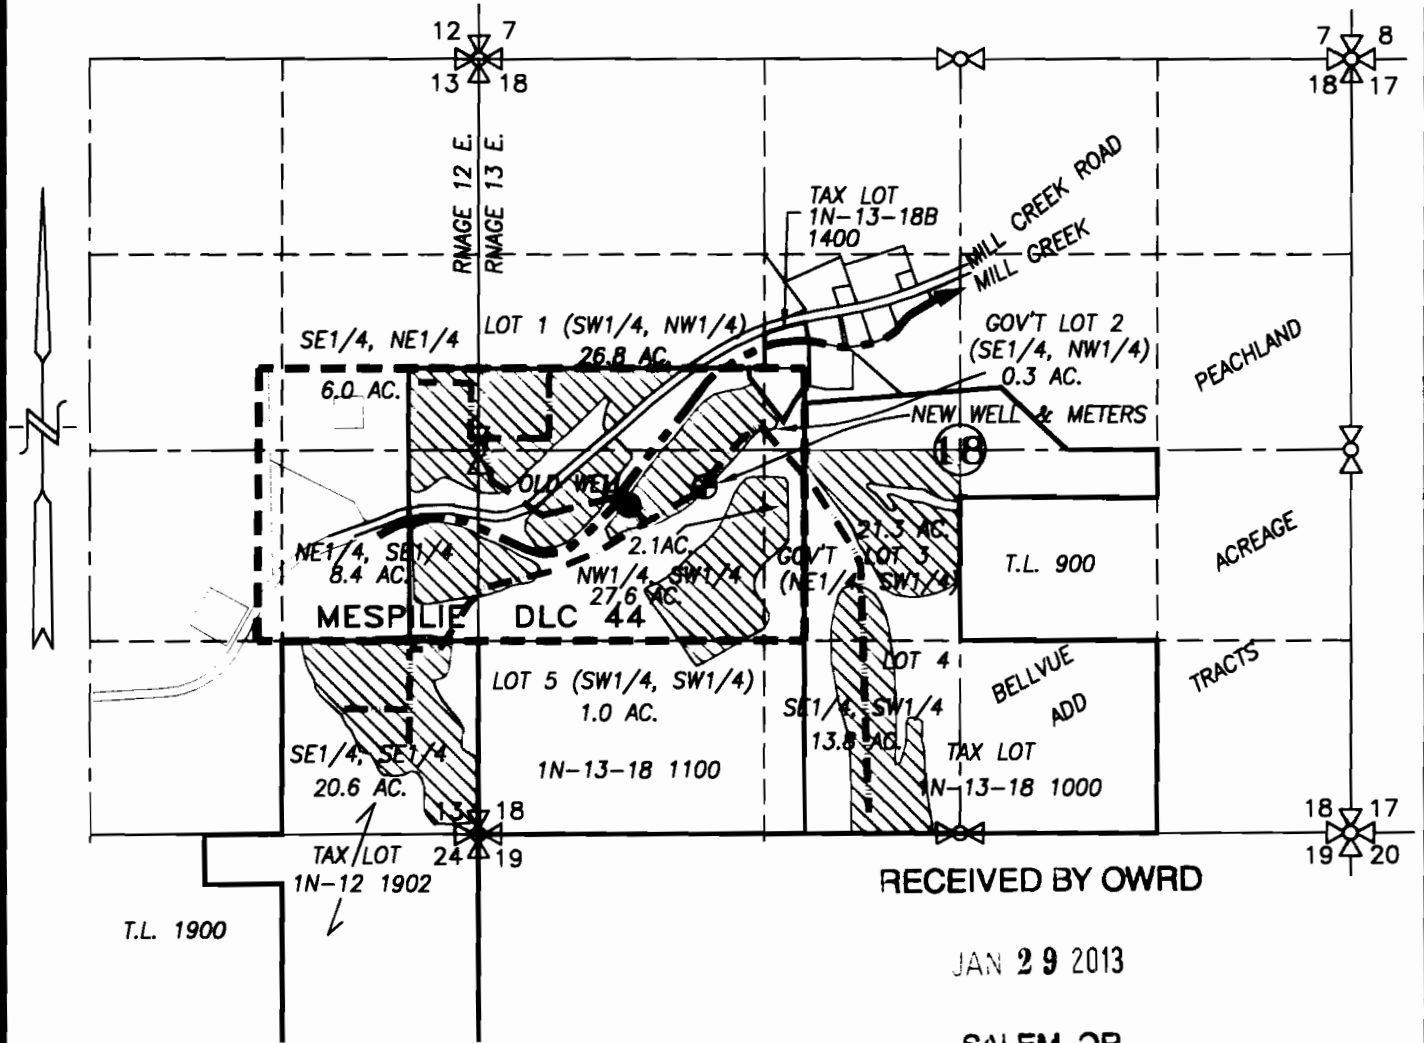 12 7
7 8
13 18
18 17
RNAGE 12 E.
RNAGE 13 E.
TAX LOT
1N-13-18B
1400
MILL CREEK ROAD
MILL GREEK
SE1/4, NE1/4
LOT 1 (SW1/4, NW1/4)
26.8 AC.
6.0 AC.
GOV'T LOT 2
(SE1/4, NW1/4)
0.3 AC.
PEACHLAND
NEW WELL & METERS
N
18
OLD WELL
21.3 AC.
2.1AC.
NE1/4, SE1/4
8.4 AC.
GOV'T LOT 3
(NE1/4, SW1/4)
NW1/4, SW1/4
27.6 AC.
T.L. 900
ACREAGE
MESPILIE DLC 44
LOT 5 (SW1/4, SW1/4)
1.0 AC.
LOT 4
SE1/4, SW1/4
BELLVUE
ADD
TRACTS
SE1/4, SE1/4
20.6 AC.
1N-13-18 1100
TAX LOT
1N-13-18 1000
13 18
18 17
24 19
19 20
TAX LOT
1N-12 1902
T.L. 1900
RECEIVED BY OWRD
JAN 29 2013
SALEM, OR